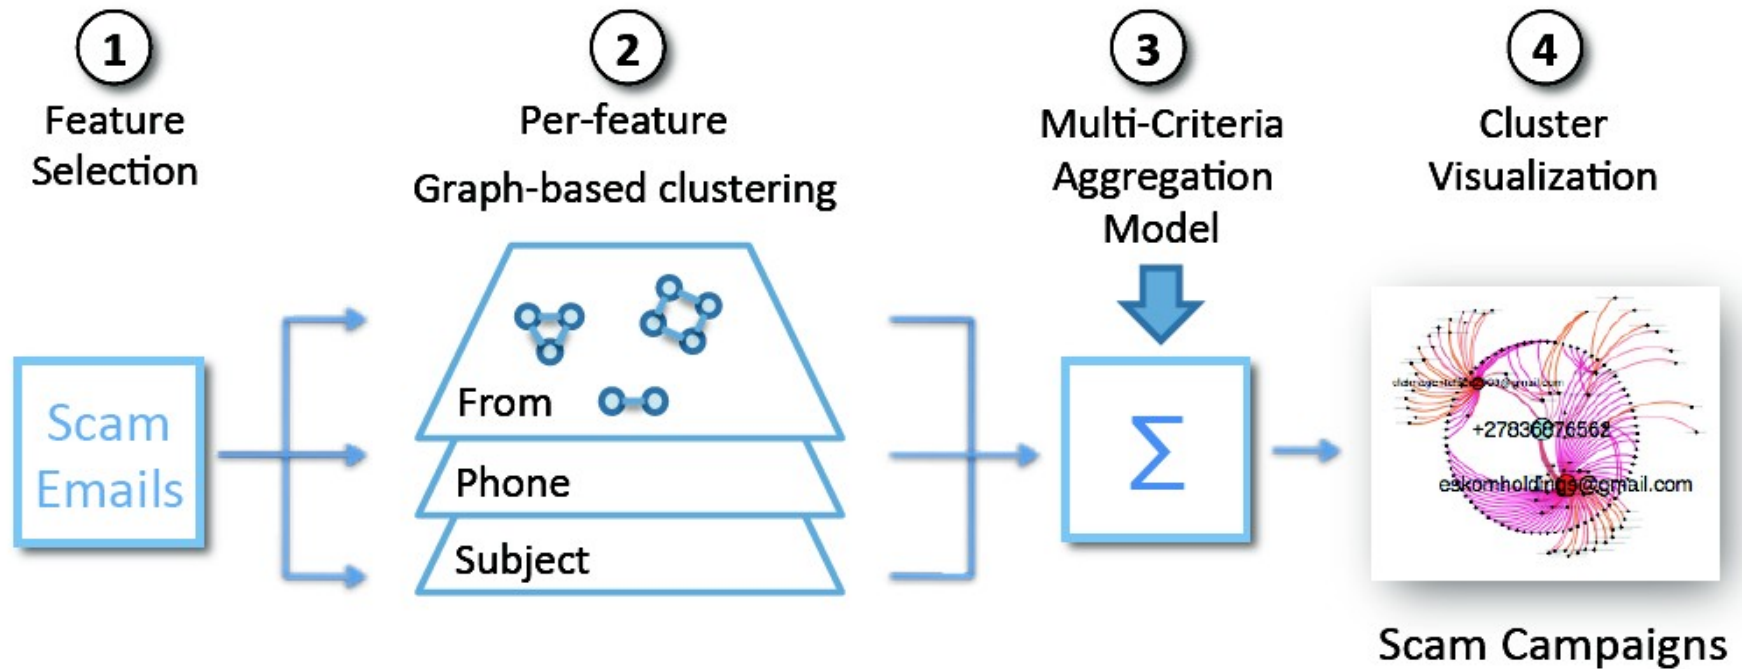 1
Feature
Selection
2
Per-feature
Graph-based clustering
3
Multi-Criteria
Aggregation
Model
4
Cluster
Visualization
Scam
Emails
From
Phone
Subject
Σ
+27836876562
eskomholdings@gmail.com
Scam Campaigns